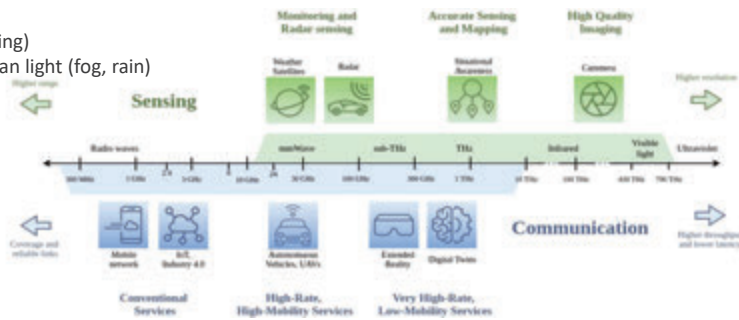 ing)
an light (fog, rain)
Monitoring and
Radar sensing
Accurate Sensing
and Mapping
High Quality
Imaging
Weather
Satellites
Radar
Situational
Awareness
Higher range
Sensing
Higher resolution
Radio waves
mmWave
sub-THz
THz
Infrared
Visible
light
Ultraviolet
300 MHz
1 GHz
3 GHz
10 GHz
24
30 GHz
100 GHz
300 GHz
1 THz
10 THz
100 THz
430 THz
790 THz
Coverage and
reliable links
Mobile
network
IoT,
Industry 4.0
Autonomous
Vehicles, UAVs
Extended
Reality
Digital Twins
Communication
Higher throughput
and lower latency
Conventional
Services
High-Rate,
High-Mobility Services
Very High-Rate,
Low-Mobility Services